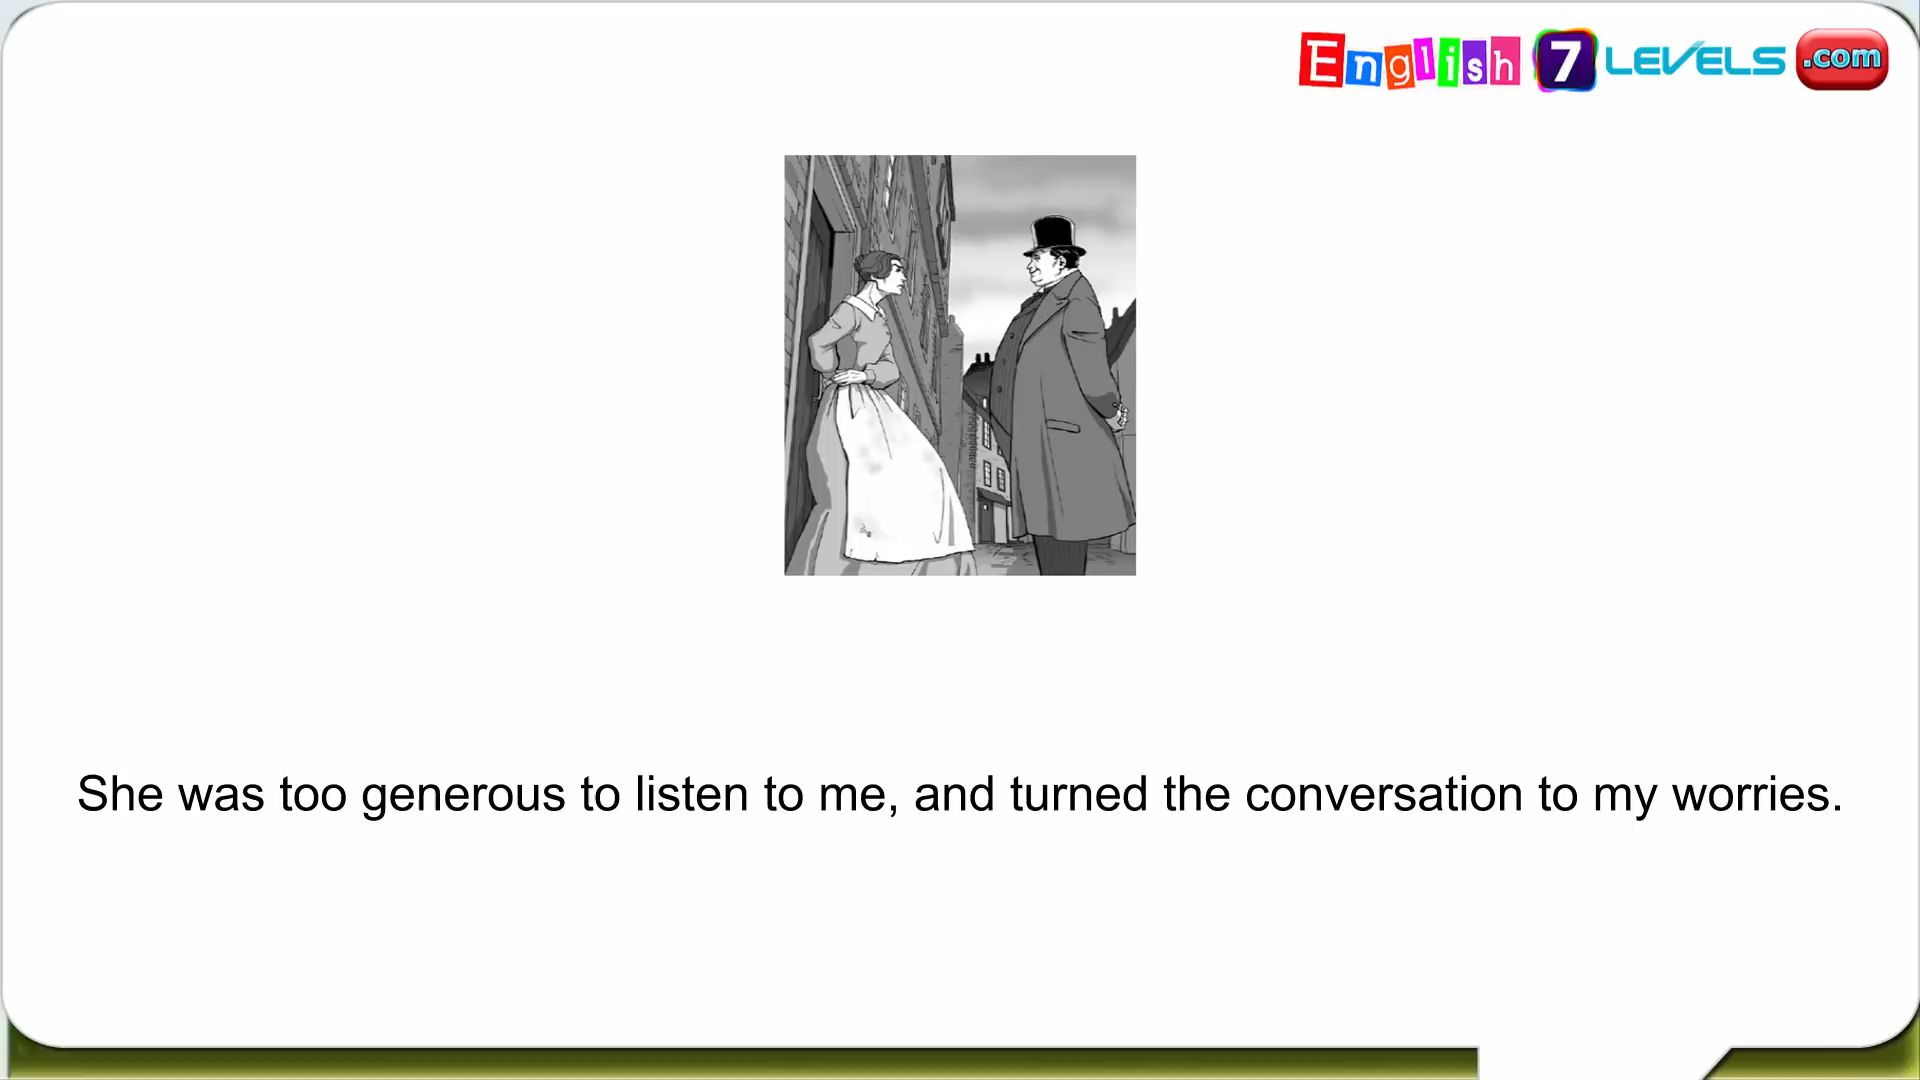 English 7 LEVELS .com
She was too generous to listen to me, and turned the conversation to my worries.